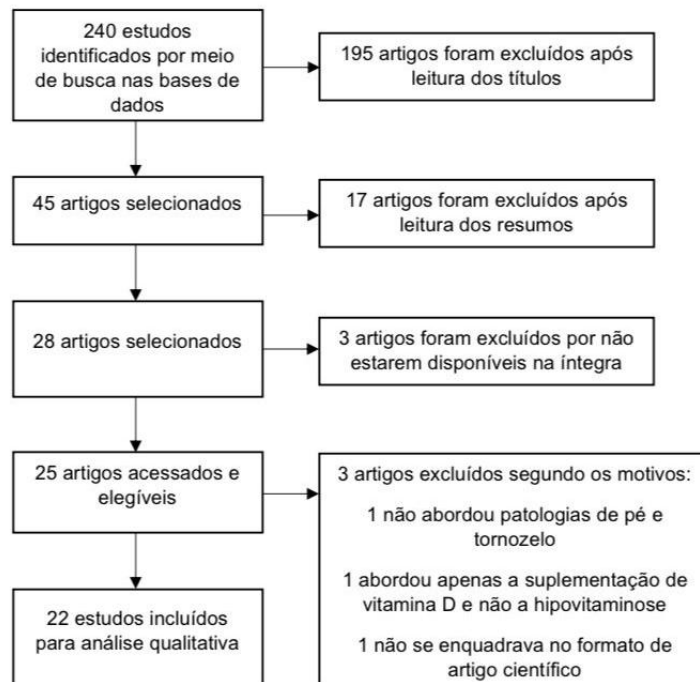 240 estudos
identificados por meio
de busca nas bases de
dados
195 artigos foram excluídos após
leitura dos títulos
45 artigos selecionados
17 artigos foram excluídos após
leitura dos resumos
28 artigos selecionados
3 artigos foram excluídos por não
estarem disponíveis na íntegra
25 artigos acessados e
elegíveis
3 artigos excluídos segundo os motivos:
1 não abordou patologias de pé e
tornozelo
1 abordou apenas a suplementação de
vitamina D e não a hipovitaminose
1 não se enquadrava no formato de
artigo científico
22 estudos incluídos
para análise qualitativa